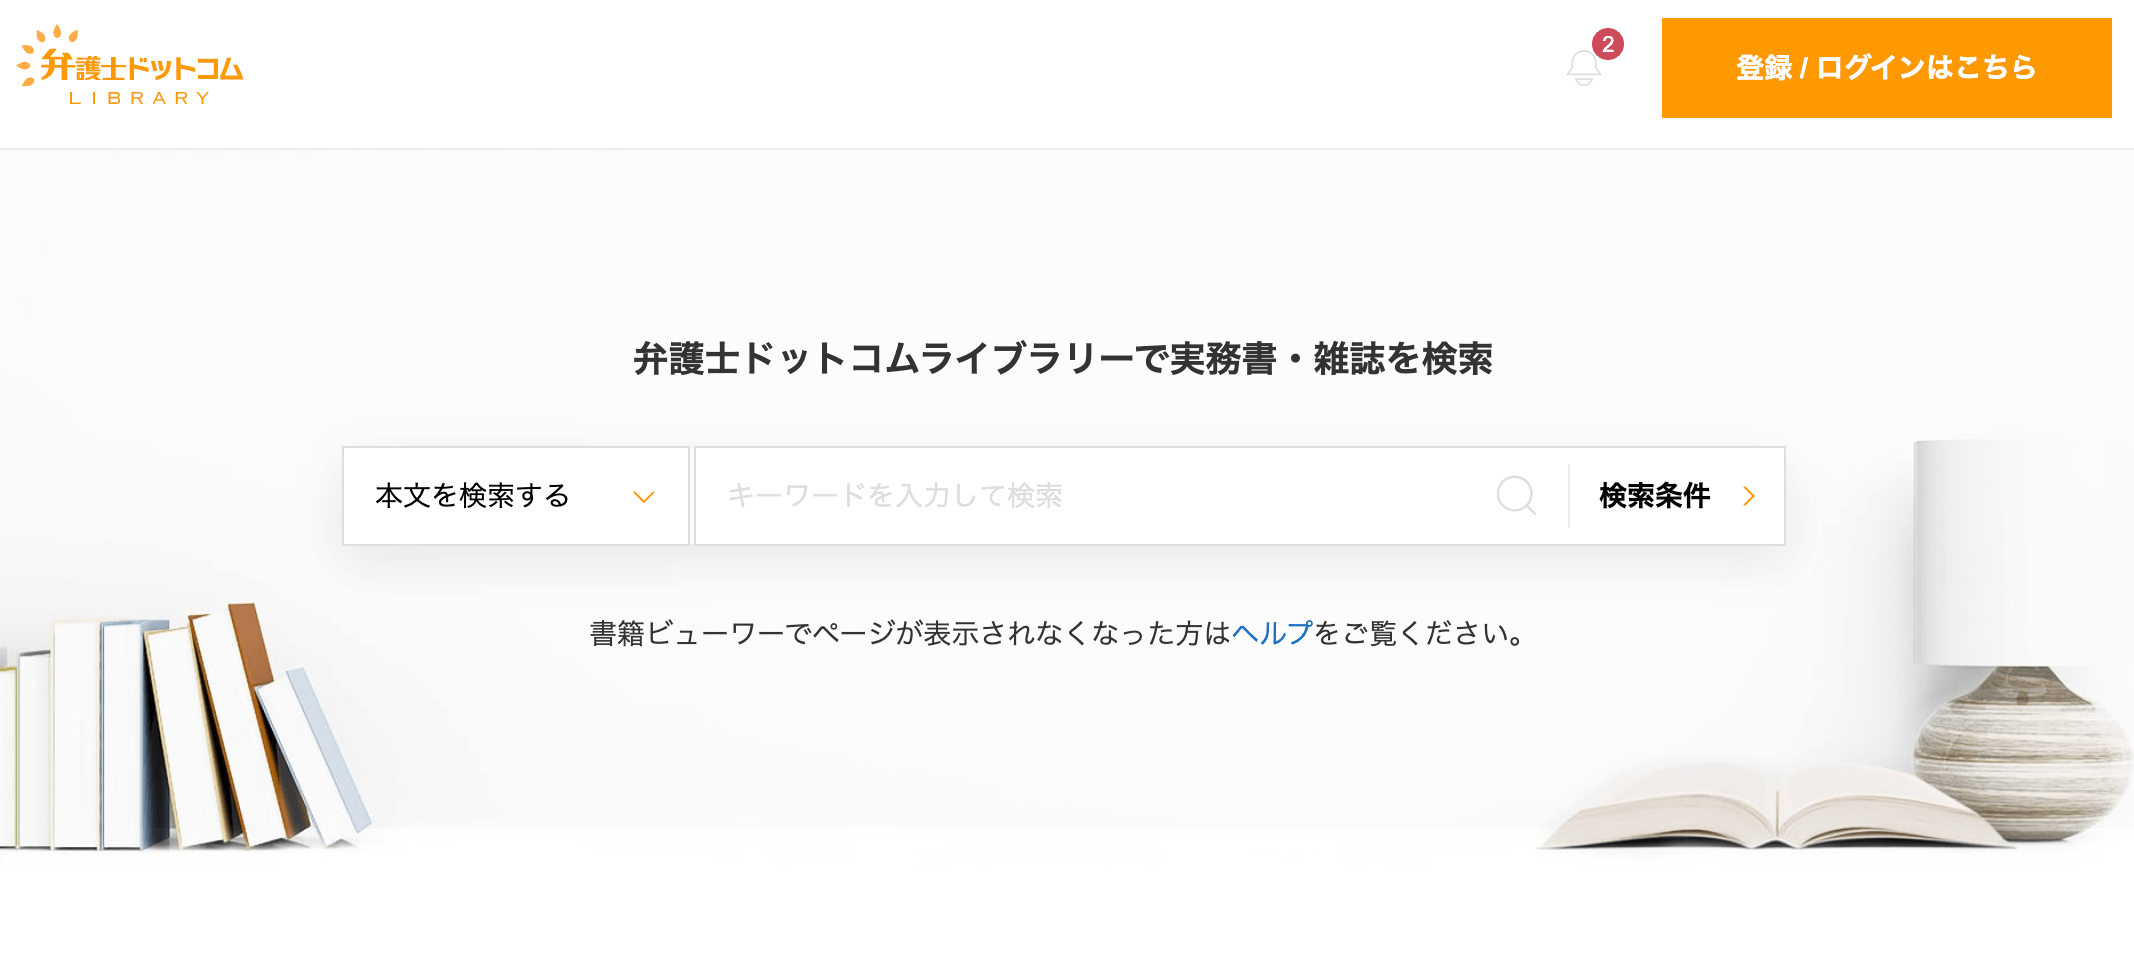 弁護士ドットコム
LIBRARY
2
登録 / ログインはこちら
弁護士ドットコムライブラリーで実務書・雑誌を検索
本文を検索する
キーワードを入力して検索
検索条件
書籍ビューワーでページが表示されなくなった方はヘルプをご覧ください。